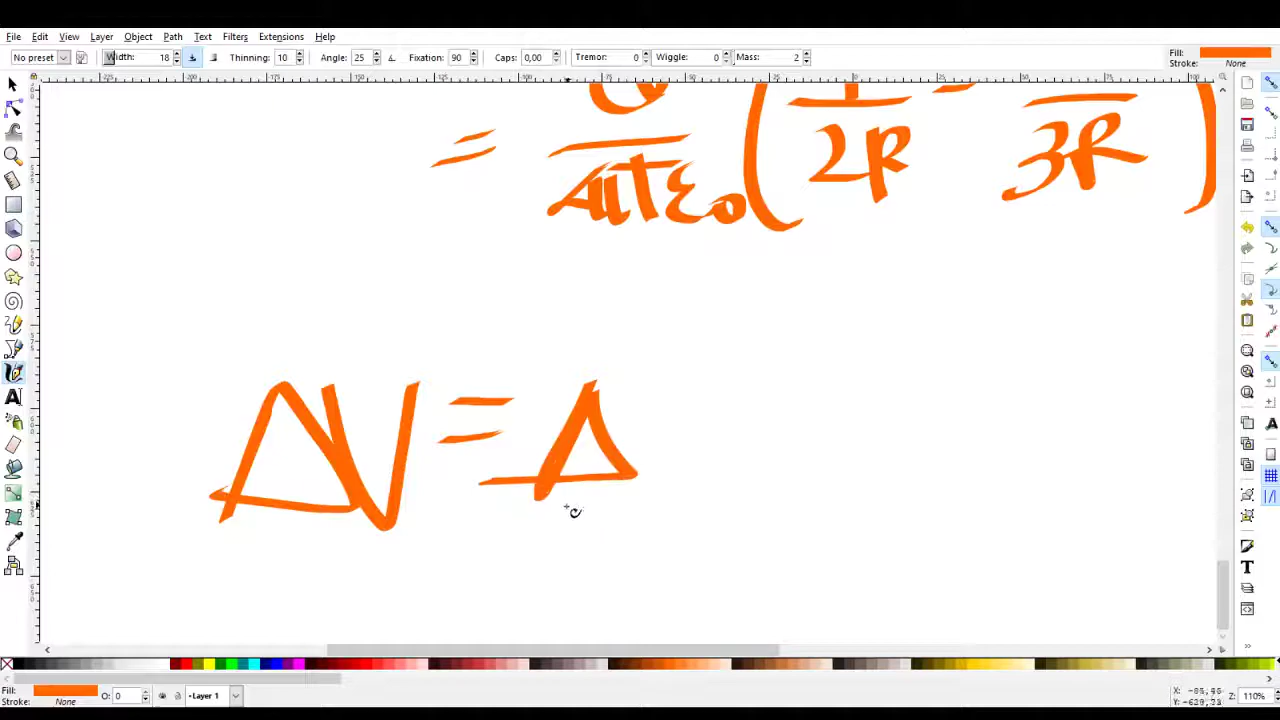 File Edit View Layer Object Path Text Filters Extensions Help
No preset Width: 18 Thinning: 10 Angle: 25 Fixation: 90 Caps: 0,00 Tremor: 0 Wiggle: 0 Mass: 2 Fill: Stroke: None
= Q/4πε0 (1/2R - /3R)
ΔV = Δ
Fill: Stroke: None O: 0 Layer 1 X: Y: Z: 110%